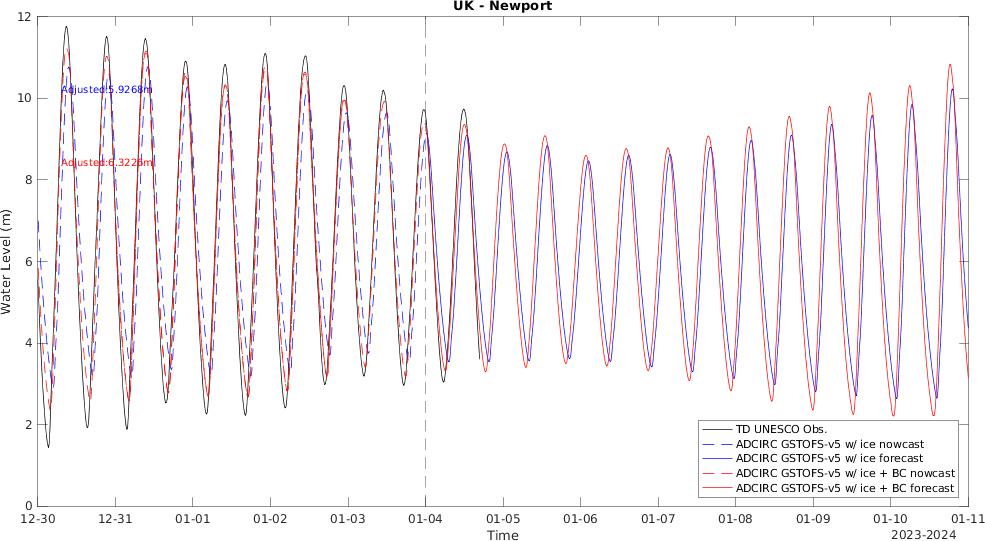 UK - Newport
12
10
8
6
4
2
0
Water Level (m)
Adjusted:5.9268m
Adjusted:6.3226m
TD UNESCO Obs.
ADCIRC GSTOFS-v5 w/ ice nowcast
ADCIRC GSTOFS-v5 w/ ice forecast
ADCIRC GSTOFS-v5 w/ ice + BC nowcast
ADCIRC GSTOFS-v5 w/ ice + BC forecast
12-30 12-31 01-01 01-02 01-03 01-04 01-05 01-06 01-07 01-08 01-09 01-10 01-11
Time
2023-2024